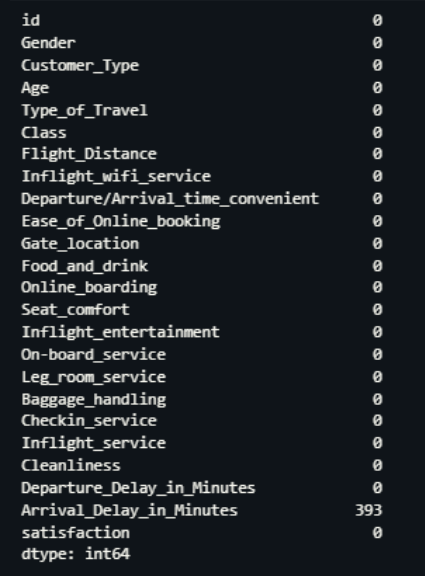 id 0
Gender 0
Customer_Type 0
Age 0
Type_of_Travel 0
Class 0
Flight_Distance 0
Inflight_wifi_service 0
Departure/Arrival_time_convenient 0
Ease_of_Online_booking 0
Gate_location 0
Food_and_drink 0
Online_boarding 0
Seat_comfort 0
Inflight_entertainment 0
On-board_service 0
Leg_room_service 0
Baggage_handling 0
Checkin_service 0
Inflight_service 0
Cleanliness 0
Departure_Delay_in_Minutes 0
Arrival_Delay_in_Minutes 393
satisfaction 0
dtype: int64